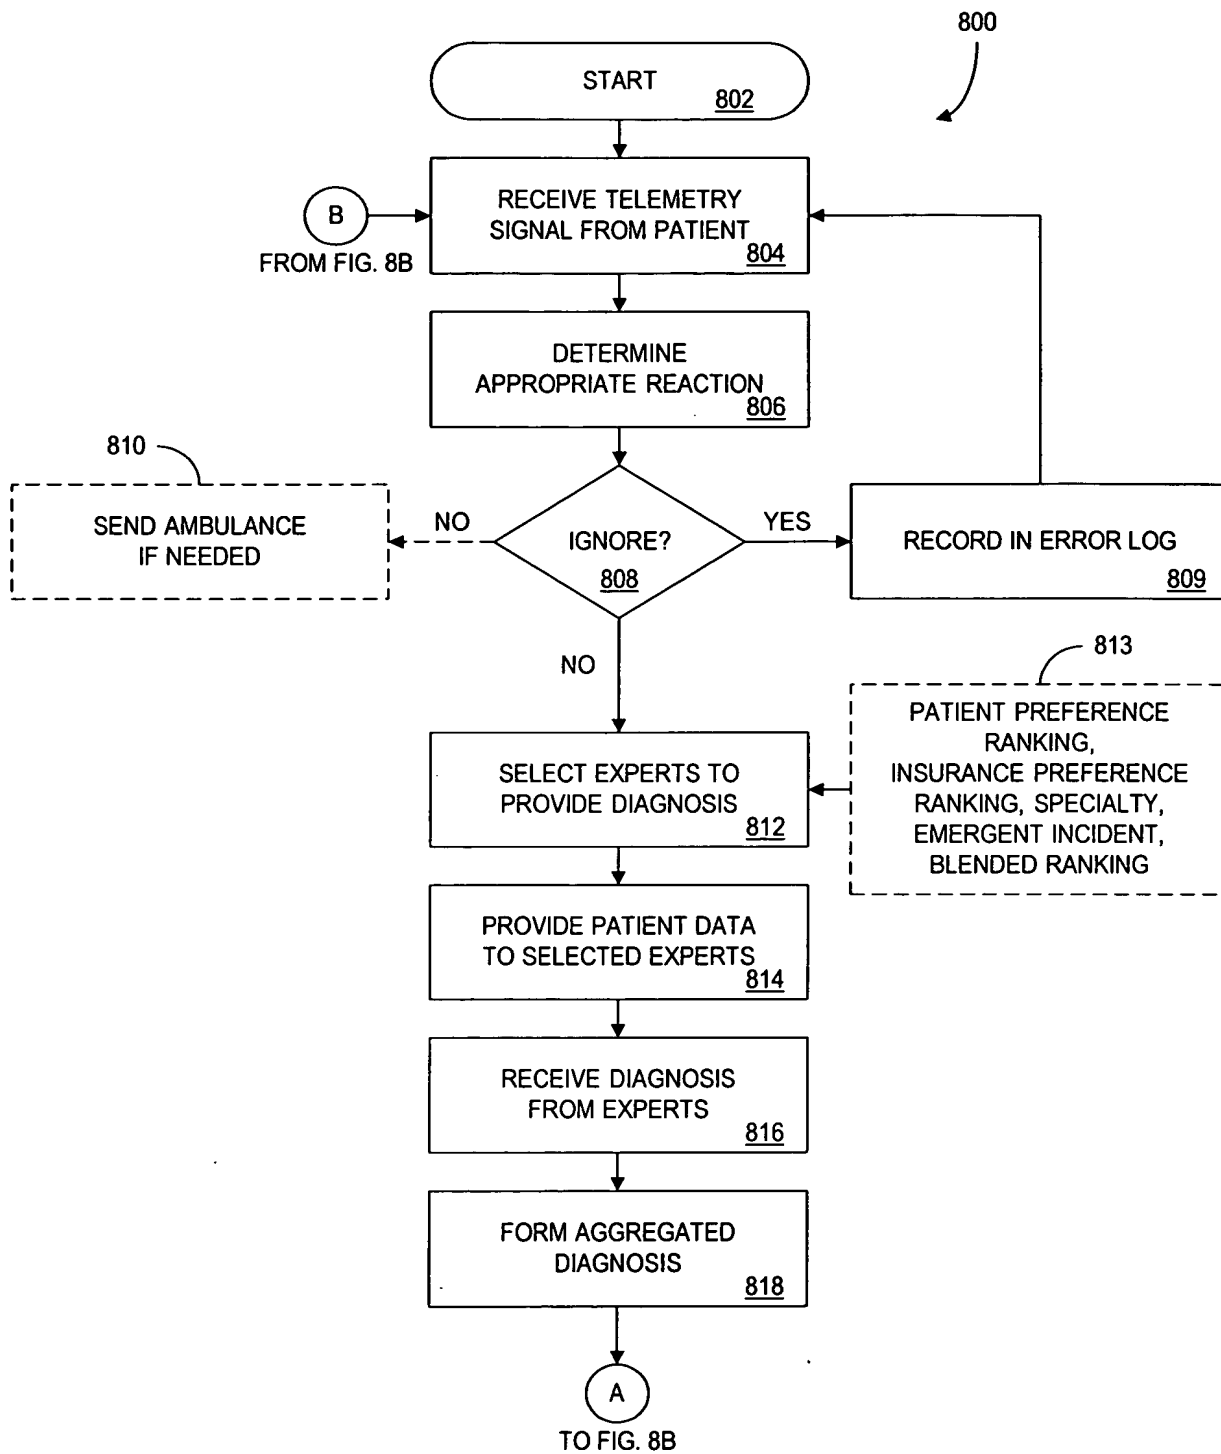 800
START
802
RECEIVE TELEMETRY
SIGNAL FROM PATIENT
804
B
FROM FIG. 8B
DETERMINE
APPROPRIATE REACTION
806
810
SEND AMBULANCE
IF NEEDED
NO
IGNORE?
808
YES
RECORD IN ERROR LOG
809
NO
813
PATIENT PREFERENCE
RANKING,
INSURANCE PREFERENCE
RANKING, SPECIALTY,
EMERGENT INCIDENT,
BLENDED RANKING
SELECT EXPERTS TO
PROVIDE DIAGNOSIS
812
PROVIDE PATIENT DATA
TO SELECTED EXPERTS
814
RECEIVE DIAGNOSIS
FROM EXPERTS
816
FORM AGGREGATED
DIAGNOSIS
818
A
TO FIG. 8B